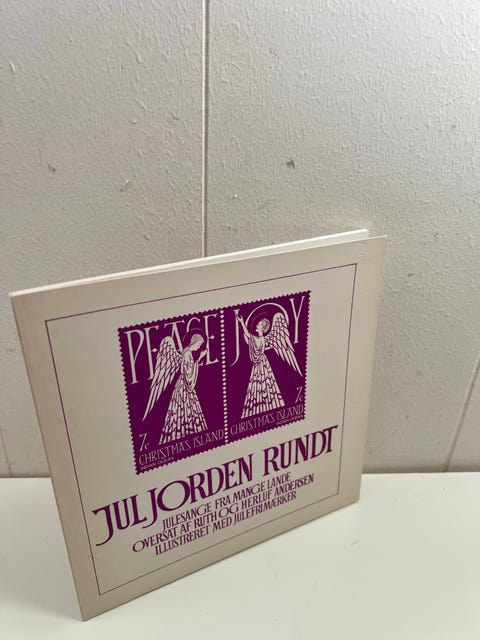 PEACE JOY
7c 7c
CHRISTMAS ISLAND CHRISTMAS ISLAND
JUL JORDEN RUNDT
JULESANGE FRA MANGE LANDE
OVERSAT AF RUTH OG HERLUF ANDERSEN
ILLUSTRERET MED JULEFRIMÆRKER